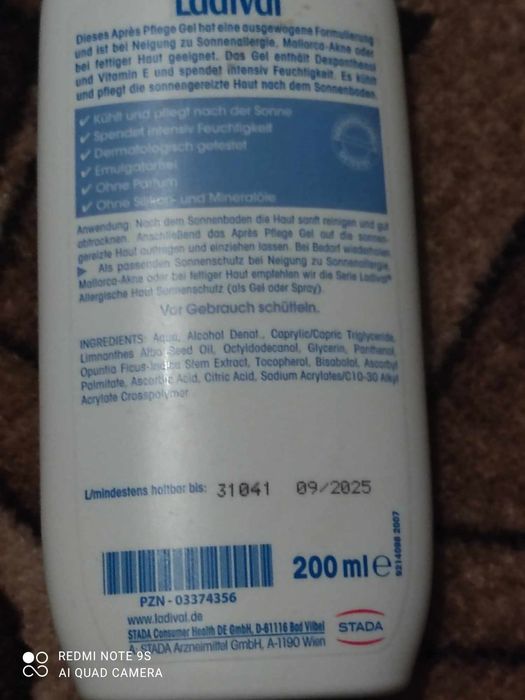 Ladival
Dieses Après Pflege Gel hat eine ausgewogene Formulierung
und ist bei Neigung zu Sonnenallergie, Mallorca-Akne oder
bei fettiger Haut geeignet. Das Gel enthält Dexpanthenol
und Vitamin E und spendet intensiv Feuchtigkeit. Es kühlt
und pflegt die sonnengereizte Haut nach dem Sonnenbaden.
✓ Kühlt und pflegt nach der Sonne
✓ Spendet intensiv Feuchtigkeit
✓ Dermatologisch getestet
✓ Emulgatorfrei
✓ Ohne Parfum
✓ Ohne Silikon- und Mineralöle
Anwendung: Nach dem Sonnenbaden die Haut sanft reinigen und gut
abtrocknen. Anschließend das Après Pflege Gel auf die sonnen-
gereizte Haut auftragen und einziehen lassen. Bei Bedarf wiederholen.
▶ Als passenden Sonnenschutz bei Neigung zu Sonnenallergie,
Mallorca-Akne oder bei fettiger Haut empfehlen wir die Serie Ladival®
Allergische Haut Sonnenschutz (als Gel oder Spray).
Vor Gebrauch schütteln.
INGREDIENTS: Aqua, Alcohol Denat., Caprylic/Capric Triglyceride,
Limnanthes Alba Seed Oil, Octyldodecanol, Glycerin, Panthenol,
Opuntia Ficus-Indica Stem Extract, Tocopherol, Bisabolol, Ascorbyl
Palmitate, Ascorbic Acid, Citric Acid, Sodium Acrylates/C10-30 Alkyl
Acrylate Crosspolymer
L/mindestens haltbar bis: 31041 09/2025
200 ml e
9214098 2007
PZN - 03374356
www.ladival.de
STADA Consumer Health DE GmbH, D-61118 Bad Vilbel
A: STADA Arzneimittel GmbH, A-1190 Wien
STADA
REDMI NOTE 9S
AI QUAD CAMERA